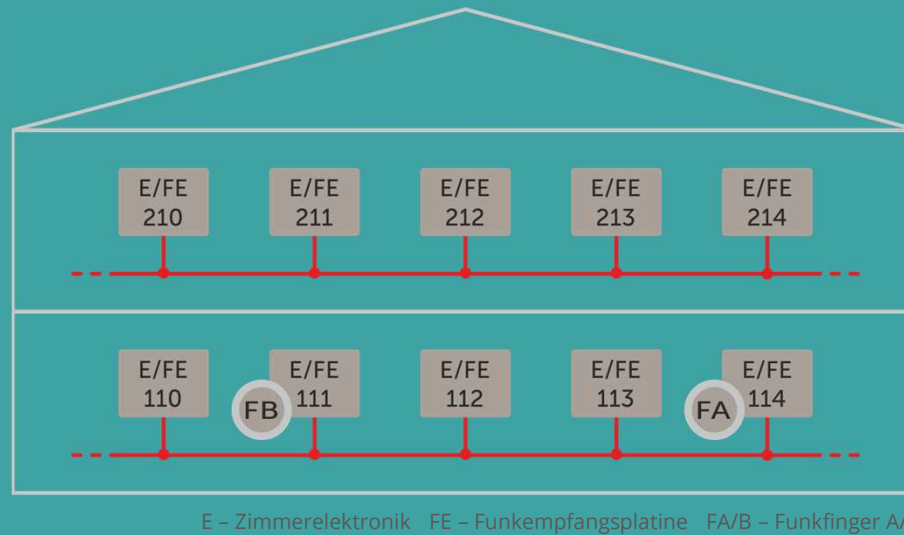 E/FE
210
E/FE
211
E/FE
212
E/FE
213
E/FE
214
E/FE
110
FB
E/FE
111
E/FE
112
E/FE
113
FA
E/FE
114
E – Zimmerelektronik FE – Funkempfangsplatine FA/B – Funkfinger A/